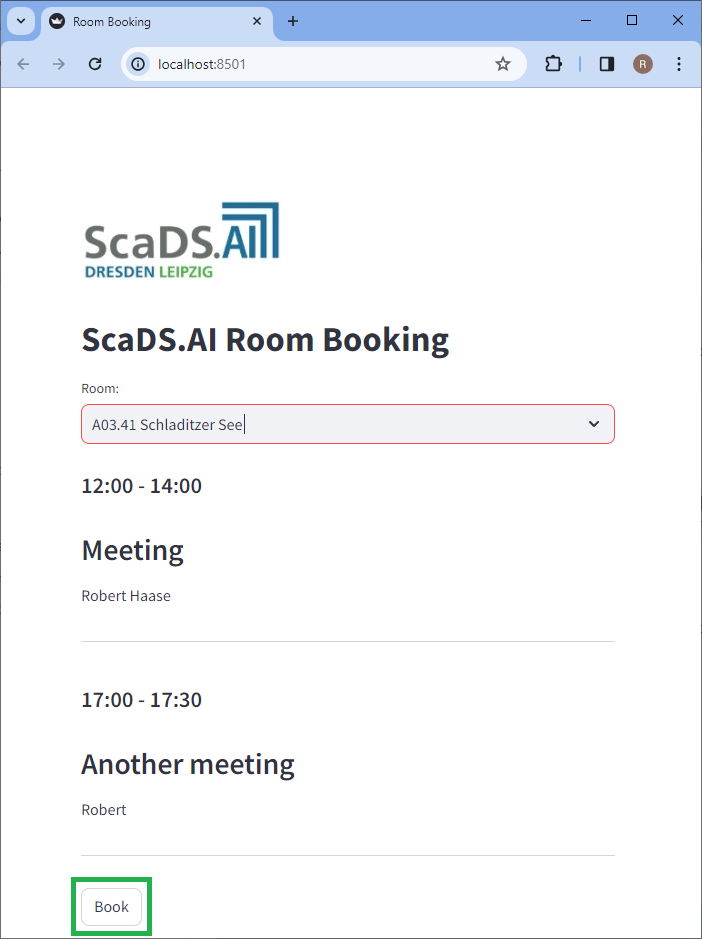 Room Booking
localhost:8501
R
ScaDS.AI
DRESDEN LEIPZIG
ScaDS.AI Room Booking
Room:
A03.41 Schladitzer See
12:00 - 14:00
Meeting
Robert Haase
17:00 - 17:30
Another meeting
Robert
Book